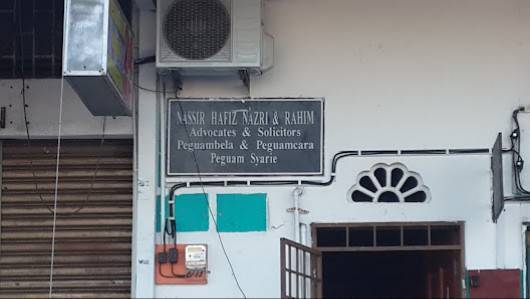 NASSIR HAFIZ NAZRI & RAHIM
Advocates & Solicitors
Peguambela & Peguamcara
Peguam Syarie